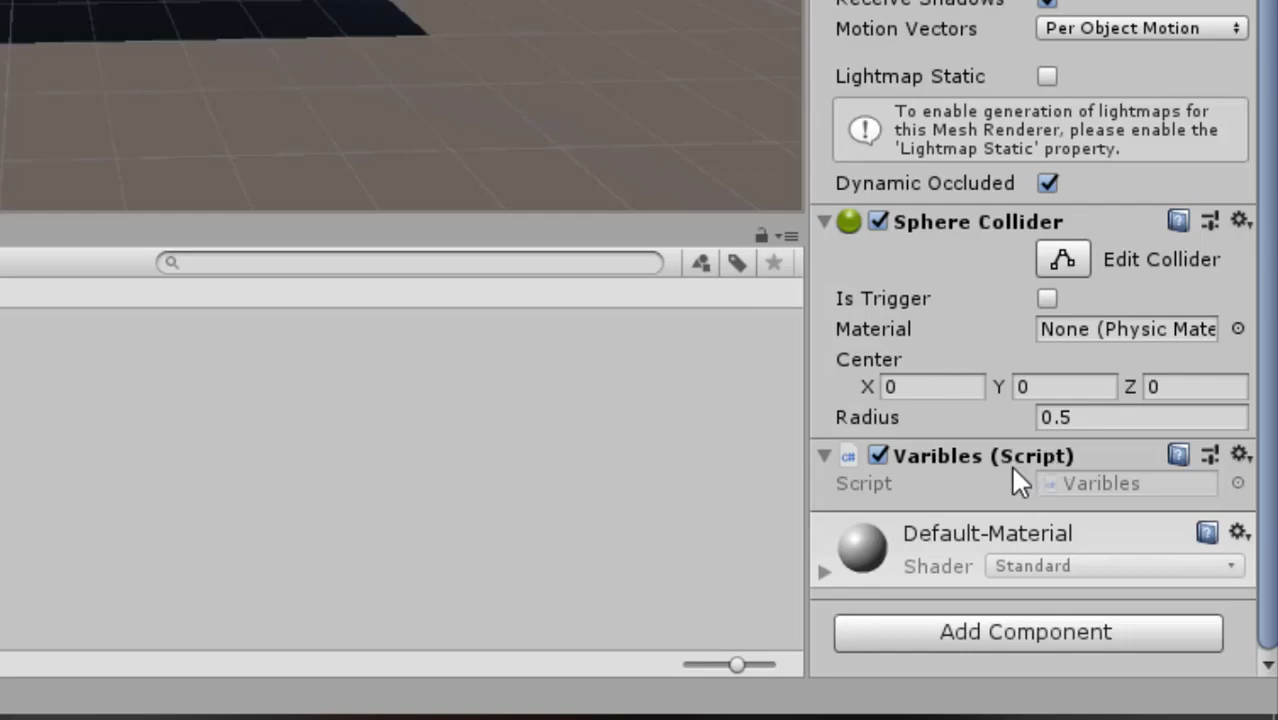 Receive Shadows
Motion Vectors Per Object Motion
Lightmap Static
To enable generation of lightmaps for
this Mesh Renderer, please enable the
'Lightmap Static' property.
Dynamic Occluded
Sphere Collider
Edit Collider
Is Trigger
Material None (Physic Mate
Center
X 0 Y 0 Z 0
Radius 0.5
C# Varibles (Script)
Script Varibles
Default-Material
Shader Standard
Add Component